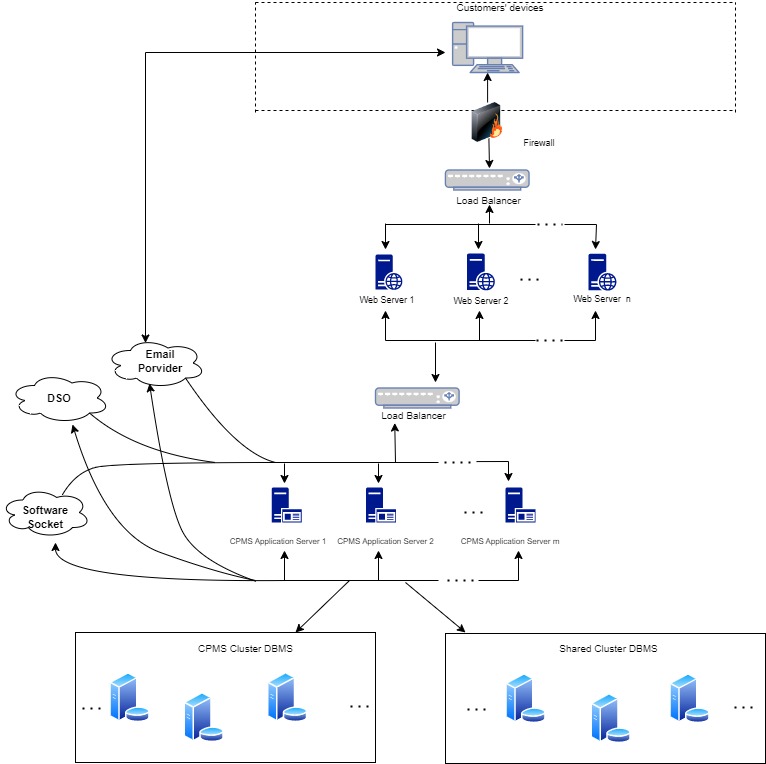 Customers' devices
Firewall
Load Balancer
Web Server 1
Web Server 2
Web Server n
Email
Porvider
DSO
Load Balancer
Software
Socket
CPMS Application Server 1
CPMS Application Server 2
CPMS Application Server m
CPMS Cluster DBMS
Shared Cluster DBMS